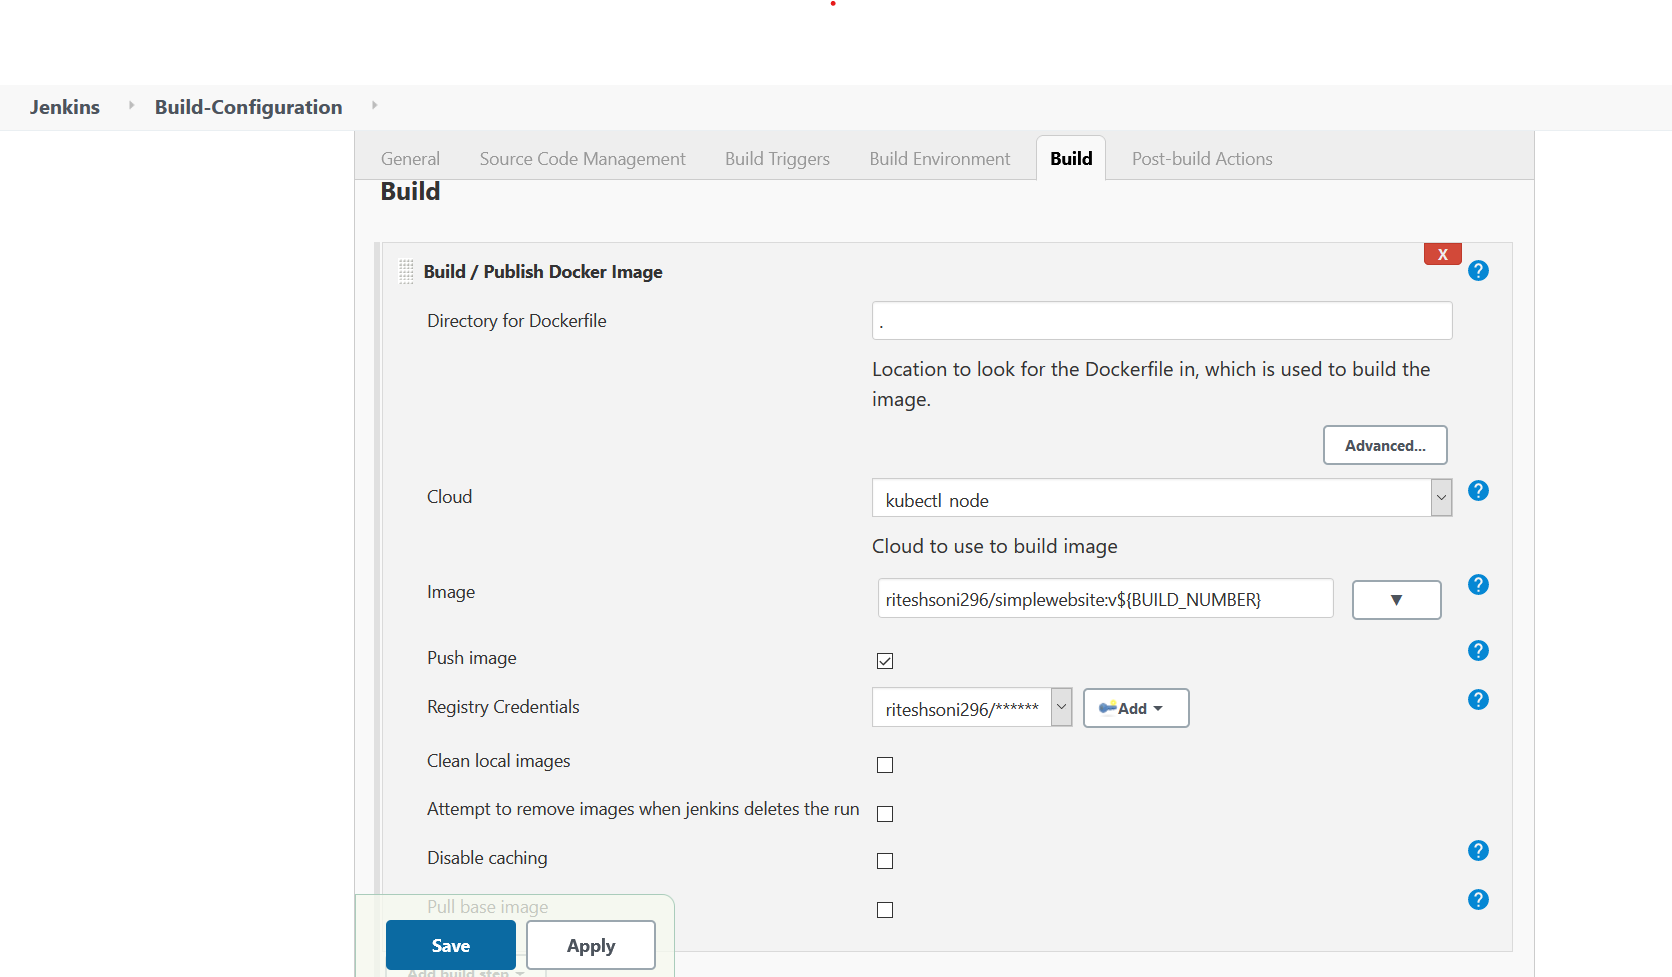 Jenkins Build-Configuration
General Source Code Management Build Triggers Build Environment Build Post-build Actions
Build
X
Build / Publish Docker Image ?
Directory for Dockerfile .
Location to look for the Dockerfile in, which is used to build the
image.
Advanced...
Cloud kubectl node ?
Cloud to use to build image
Image riteshsoni296/simplewebsite:v${BUILD_NUMBER} ▼ ?
Push image ?
Registry Credentials riteshsoni296/****** Add ?
Clean local images
Attempt to remove images when jenkins deletes the run
Disable caching ?
Pull base image ?
Save Apply
Add build step